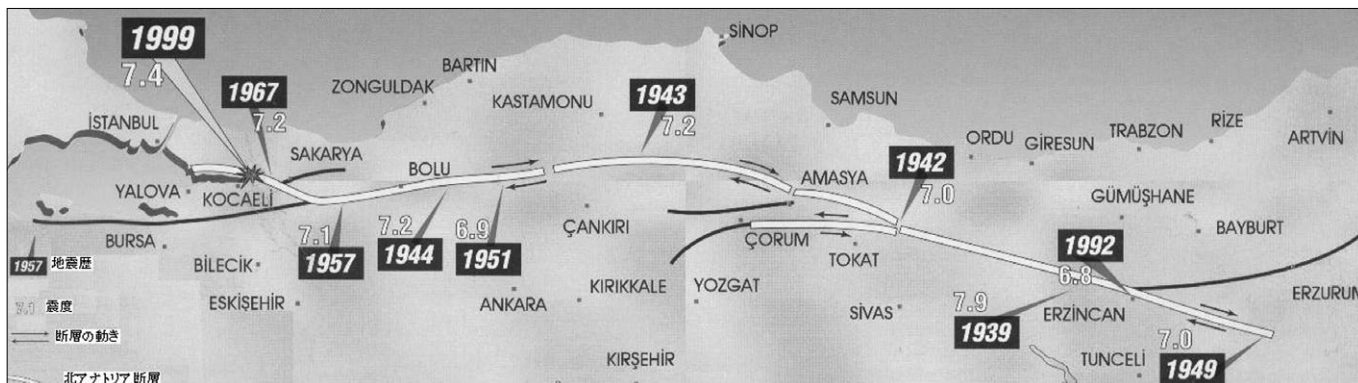 SİNOP
1999
7.4
1967
7.2
BARTIN
ZONGULDAK
KASTAMONU
1943
7.2
SAMSUN
İSTANBUL
SAKARYA
BOLU
ORDU
GİRESUN
TRABZON
RİZE
ARTVİN
YALOVA
KOCAELİ
AMASYA
1942
7.0
GÜMÜŞHANE
BURSA
7.1
1957
7.2
1944
6.9
1951
ÇANKIRI
ÇORUM
TOKAT
BAYBURT
1992
6.8
1957 地震歴
BİLECİK
ESKİŞEHİR
ANKARA
KIRIKKALE
YOZGAT
SİVAS
7.9
1939
ERZİNCAN
ERZURUM
7.1 震度
断層の動き
KIRŞEHİR
TUNCELİ
7.0
1949
北アナトリア断層